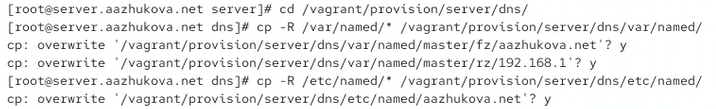 [root@server.aazhukova.net server]# cd /vagrant/provision/server/dns/
[root@server.aazhukova.net dns]# cp -R /var/named/* /vagrant/provision/server/dns/var/named/
cp: overwrite '/vagrant/provision/server/dns/var/named/master/fz/aazhukova.net'? y
cp: overwrite '/vagrant/provision/server/dns/var/named/master/rz/192.168.1'? y
[root@server.aazhukova.net dns]# cp -R /etc/named/* /vagrant/provision/server/dns/etc/named/
cp: overwrite '/vagrant/provision/server/dns/etc/named/aazhukova.net'? y